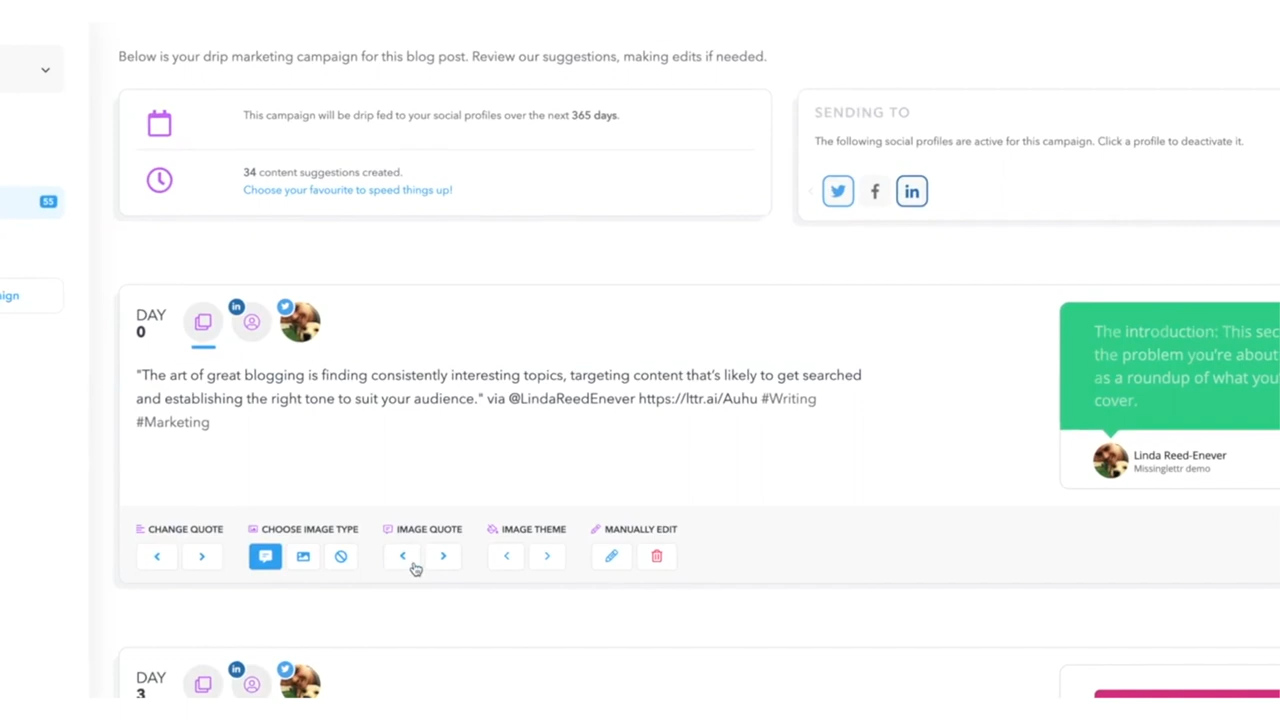 Below is your drip marketing campaign for this blog post. Review our suggestions, making edits if needed.
This campaign will be drip fed to your social profiles over the next 365 days.
34 content suggestions created.
Choose your favourite to speed things up!
SENDING TO
The following social profiles are active for this campaign. Click a profile to deactivate it.
in
55
aign
DAY
0
in
"The art of great blogging is finding consistently interesting topics, targeting content that's likely to get searched
and establishing the right tone to suit your audience." via @LindaReedEnever https://lttr.ai/Auhu #Writing
#Marketing
The introduction: This sec
the problem you're about
as a roundup of what you'
cover.
Linda Reed-Enever
Missinglettr demo
CHANGE QUOTE
CHOOSE IMAGE TYPE
IMAGE QUOTE
IMAGE THEME
MANUALLY EDIT
DAY
3
in